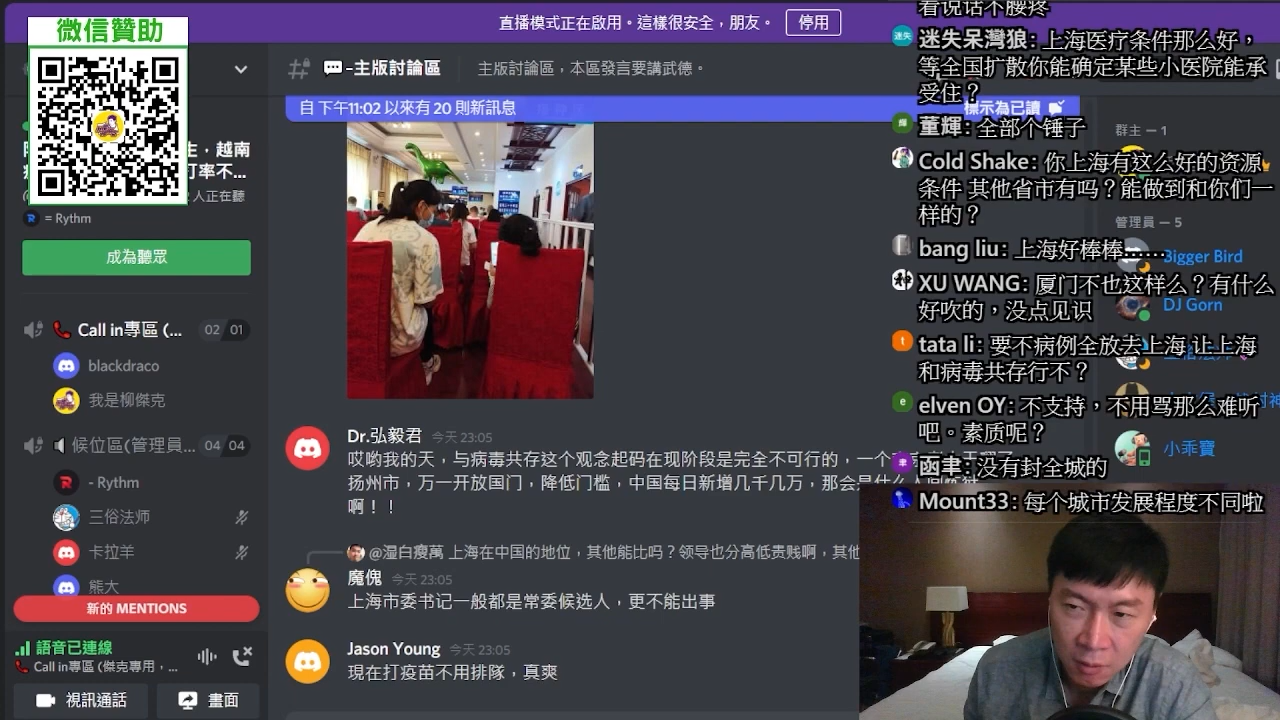 微信贊助
直播模式正在啟用。這樣很安全，朋友。
停用
-主版討論區
主版討論區，本區發言要講武德。
自 下午11:02 以來有 20 則新訊息
標示為已讀
生，越南
人正在聽
= Rythm
成為聽眾
Call in專區 (...
02 01
blackdraco
我是柳傑克
候位區(管理員...
04 04
- Rythm
三俗法师
卡拉羊
熊大
新的 MENTIONS
語音已連線
Call in專區 (傑克專用，...
視訊通話
畫面
Dr.弘毅君 今天 23:05
哎哟我的天，与病毒共存这个观念起码在现阶段是完全不可行的，一个
扬州市，万一开放国门，降低门槛，中国每日新增几千几万，那会是什么人间炼狱
啊！！
@湿白瘦萬 上海在中国的地位，其他能比吗？领导也分高低贵贱啊，其他
魔傀 今天 23:05
上海市委书记一般都是常委候选人，更不能出事
Jason Young 今天 23:05
現在打疫苗不用排隊，真爽
看说话不腰疼
迷失呆灣狼: 上海医疗条件那么好，
等全国扩散你能确定某些小医院能承
受住？
董輝: 全部个锤子
Cold Shake: 你上海有这么好的资源
条件 其他省市有吗？能做到和你们一
样的？
bang liu: 上海好棒棒……
XU WANG: 厦门不也这样么？有什么
好吹的，没点见识
tata li: 要不病例全放去上海 让上海
和病毒共存行不？
elven OY: 不支持，不用骂那么难听
吧。素质呢？
函聿: 没有封全城的
Mount33: 每个城市发展程度不同啦
群主 — 1
管理員 — 5
Bigger Bird
DJ Gorn
小乖寶